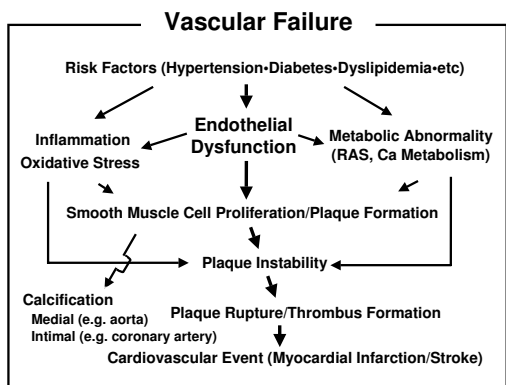 Vascular Failure
Risk Factors (Hypertension•Diabetes•Dyslipidemia•etc)
Inflammation
Oxidative Stress
Endothelial
Dysfunction
Metabolic Abnormality
(RAS, Ca Metabolism)
Smooth Muscle Cell Proliferation/Plaque Formation
Plaque Instability
Calcification
Medial (e.g. aorta)
Intimal (e.g. coronary artery)
Plaque Rupture/Thrombus Formation
Cardiovascular Event (Myocardial Infarction/Stroke)